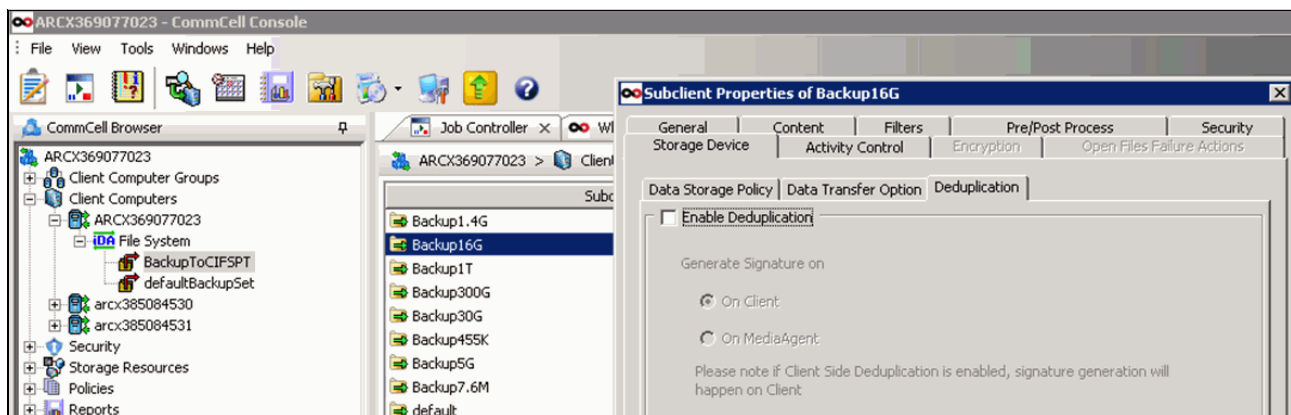 ARCX369077023 - CommCell Console
File View Tools Windows Help
CommCell Browser
ARCX369077023
Client Computer Groups
Client Computers
ARCX369077023
iDA File System
BackupToCIFSPT
defaultBackupSet
arcx385084530
arcx385084531
Security
Storage Resources
Policies
Reports
Job Controller
ARCX369077023 >
Backup1.4G
Backup16G
Backup1T
Backup300G
Backup30G
Backup455K
Backup5G
Backup7.6M
default
Subclient Properties of Backup16G
General Content Filters Pre/Post Process Security
Storage Device Activity Control Encryption Open Files Failure Actions
Data Storage Policy Data Transfer Option Deduplication
Enable Deduplication
Generate Signature on
On Client
On MediaAgent
Please note if Client Side Deduplication is enabled, signature generation will
happen on Client